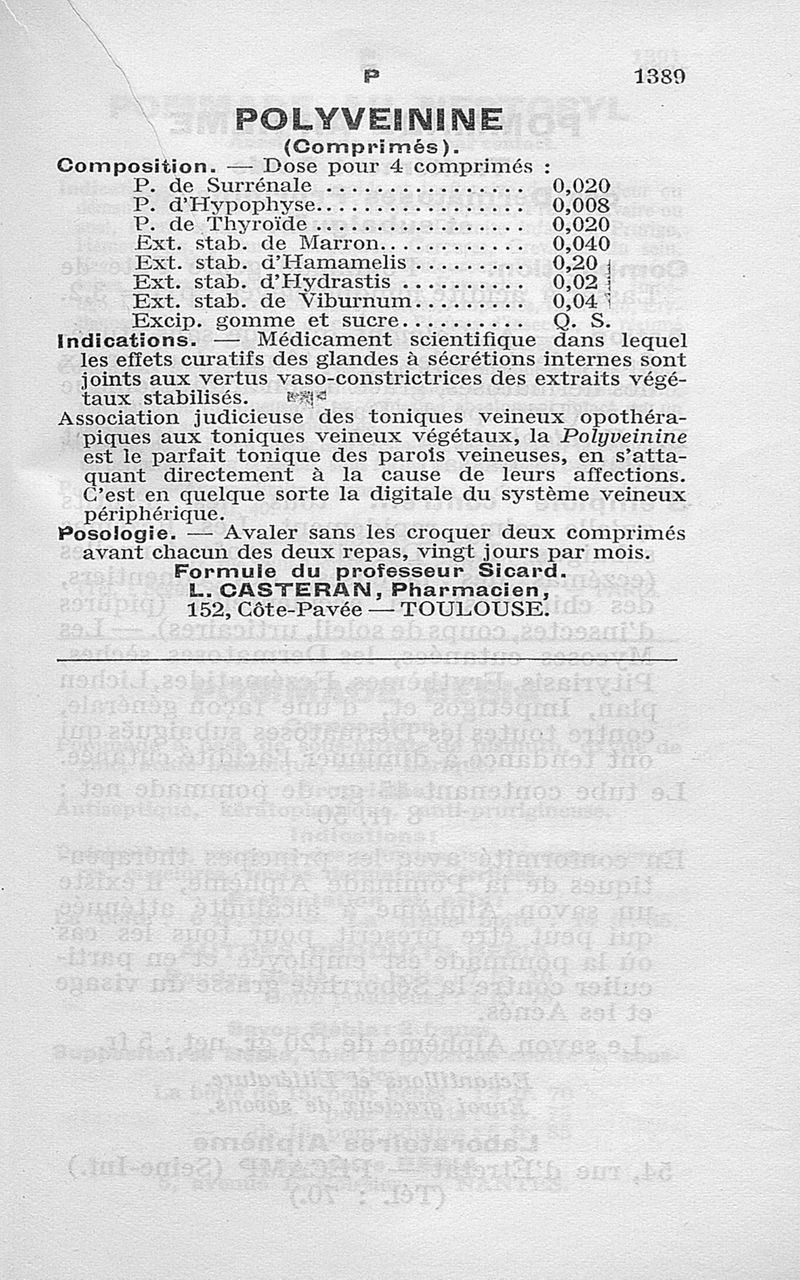 P 1389
POLYVEININE
(Comprimés).
Composition. — Dose pour 4 comprimés :
P. de Surrénale ................ 0,020
P. d'Hypophyse.................. 0,008
P. de Thyroïde ................. 0,020
Ext. stab. de Marron............ 0,040
Ext. stab. d'Hamamelis ......... 0,20
Ext. stab. d'Hydrastis ........... 0,02
Ext. stab. de Viburnum......... 0,04
Excip. gomme et sucre.......... Q. S.
Indications. — Médicament scientifique dans lequel
les effets curatifs des glandes à sécrétions internes sont
joints aux vertus vaso-constrictrices des extraits végé-
taux stabilisés.
Association judicieuse des toniques veineux opothéra-
piques aux toniques veineux végétaux, la Polyveinine
est le parfait tonique des parois veineuses, en s'atta-
quant directement à la cause de leurs affections.
C'est en quelque sorte la digitale du système veineux
périphérique.
Posologie. — Avaler sans les croquer deux comprimés
avant chacun des deux repas, vingt jours par mois.
Formule du professeur Sicard.
L. CASTERAN, Pharmacien,
152, Côte-Pavée — TOULOUSE.